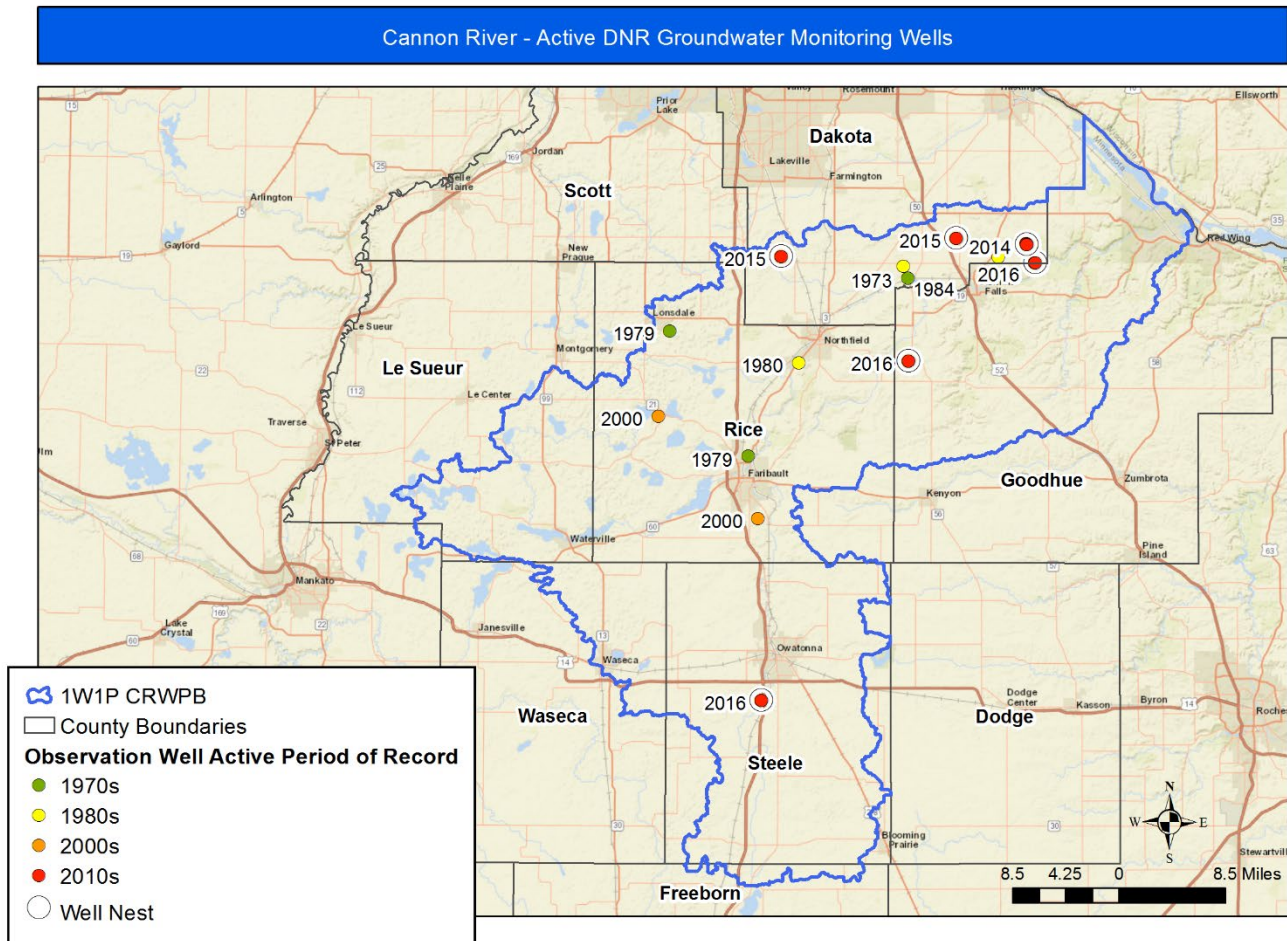 Cannon River - Active DNR Groundwater Monitoring Wells
Prior Lake
Rosemount
Ellsworth
Dakota
Jordan
Lakeville
Farmington
Belle Plaine
Scott
Arlington
Gaylord
New Prague
Red Wing
2015
2014
2015
1973
1984
2016
Falls
Lonsdale
1979
Le Sueur
Montgomery
Northfield
1980
2016
Le Sueur
Le Center
2000
Rice
Traverse
St Peter
1979
Faribault
Goodhue
Zumbrota
Kenyon
2000
Waterville
Pine Island
Mankato
Lake Crystal
Janesville
Waseca
Owatonna
2016
Waseca
Dodge Center
Kasson
Byron
Dodge
Steele
Blooming Prairie
Freeborn
1W1P CRWPB
County Boundaries
Observation Well Active Period of Record
1970s
1980s
2000s
2010s
Well Nest
N
W E
S
8.5 4.25 0 8.5 Miles